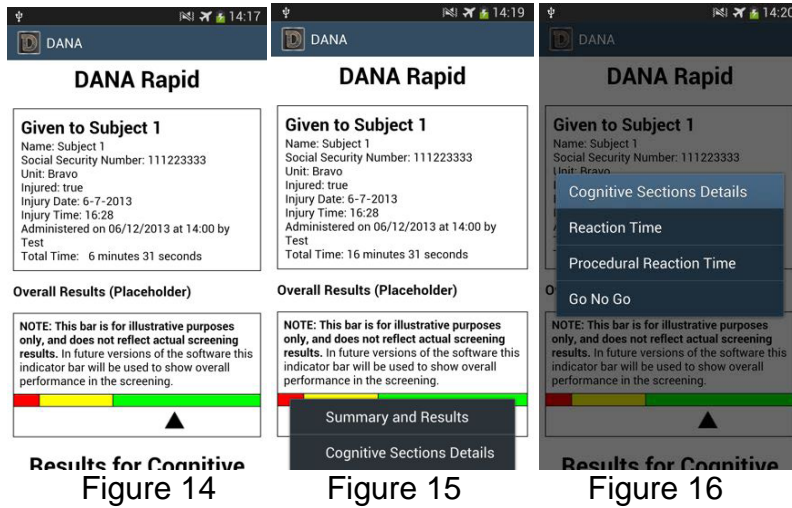 14:17
DANA
DANA Rapid
Given to Subject 1
Name: Subject 1
Social Security Number: 111223333
Unit: Bravo
Injured: true
Injury Date: 6-7-2013
Injury Time: 16:28
Administered on 06/12/2013 at 14:00 by
Test
Total Time: 6 minutes 31 seconds
Overall Results (Placeholder)
NOTE: This bar is for illustrative purposes
only, and does not reflect actual screening
results. In future versions of the software this
indicator bar will be used to show overall
performance in the screening.
Results for Cognitive
Figure 14
14:19
DANA
DANA Rapid
Given to Subject 1
Name: Subject 1
Social Security Number: 111223333
Unit: Bravo
Injured: true
Injury Date: 6-7-2013
Injury Time: 16:28
Administered on 06/12/2013 at 14:00 by
Test
Total Time: 16 minutes 31 seconds
Overall Results (Placeholder)
NOTE: This bar is for illustrative purposes
only, and does not reflect actual screening
results. In future versions of the software this
indicator bar will be used to show overall
performance in the screening.
Summary and Results
Cognitive Sections Details
Figure 15
14:20
D DANA
DANA Rapid
Given to Subject 1
Name: Subject 1
Social Security Number: 111223333
Unit: Bravo
Cognitive Sections Details
Reaction Time
Procedural Reaction Time
Go No Go
NOTE: This bar is for illustrative purposes
only, and does not reflect actual screening
results. In future versions of the software this
indicator bar will be used to show overall
performance in the screening.
Results for Cognitive
Figure 16